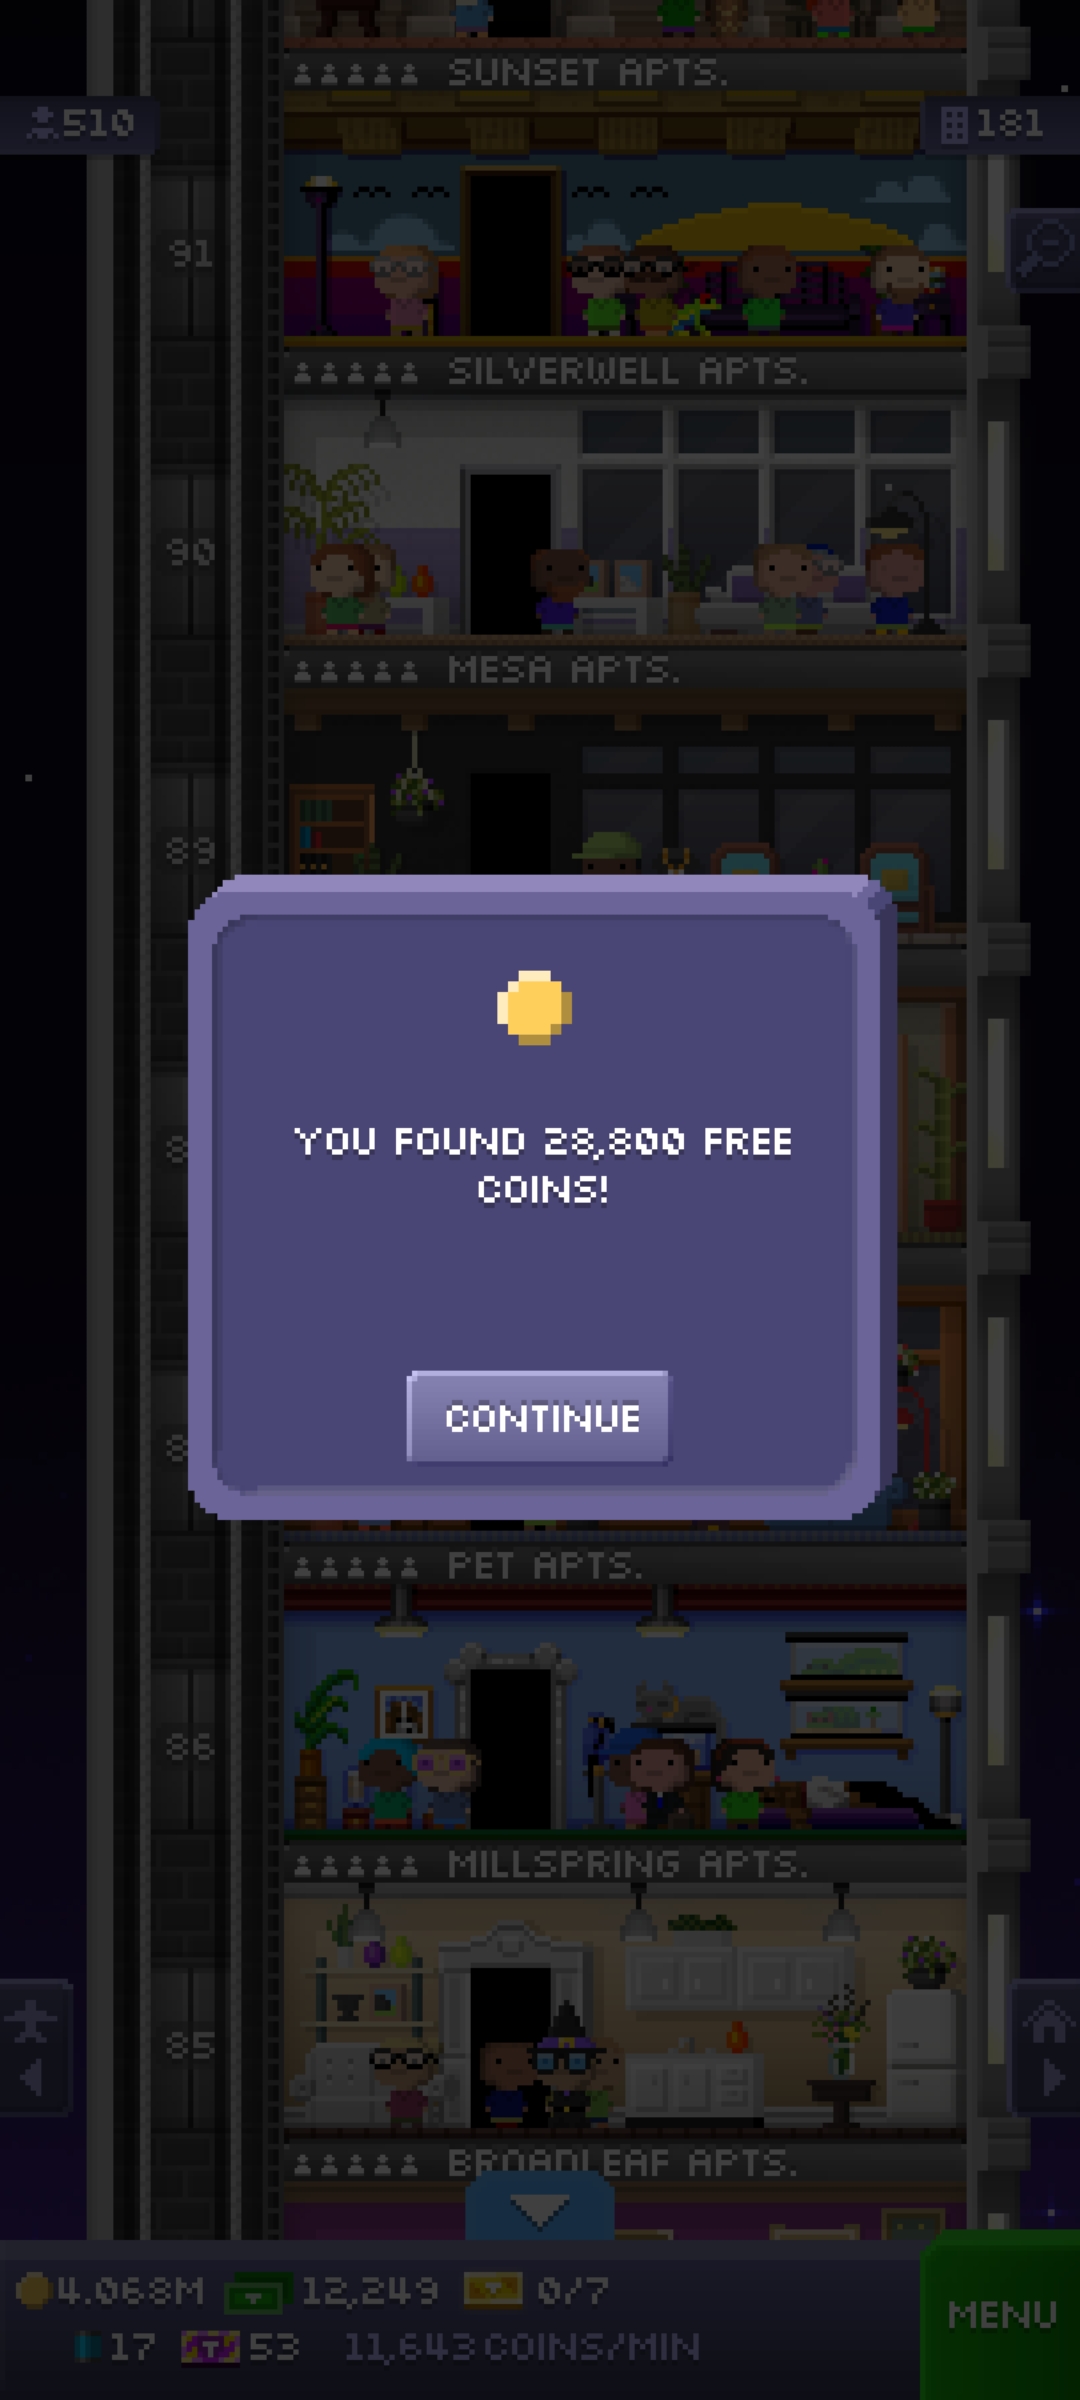 SUNSET APTS.
510
181
91
SILVERWELL APTS.
90
MESA APTS.
89
YOU FOUND 28,800 FREE
COINS!
8
CONTINUE
8
PET APTS.
86
MILLSPRING APTS.
85
BROADLEAF APTS.
4.068M 12,249 0/7
MENU
17 T 53 11,643 COINS/MIN